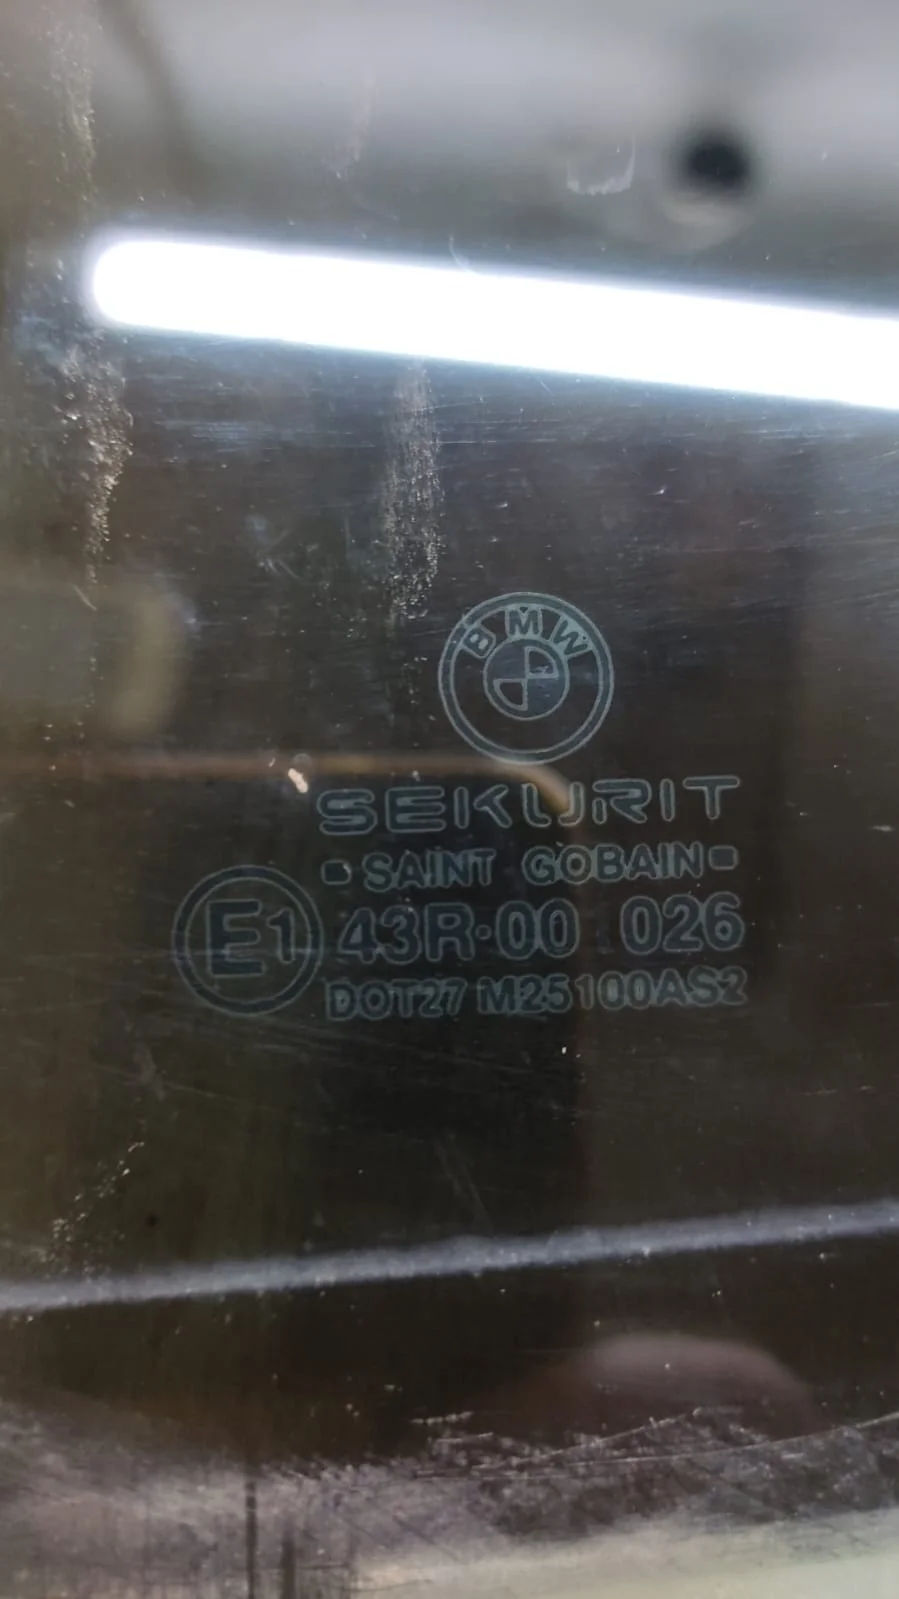 BMW
SEKURIT
▪ SAINT GOBAIN ▪
E1 43R·00 026
DOT27 M25100AS2